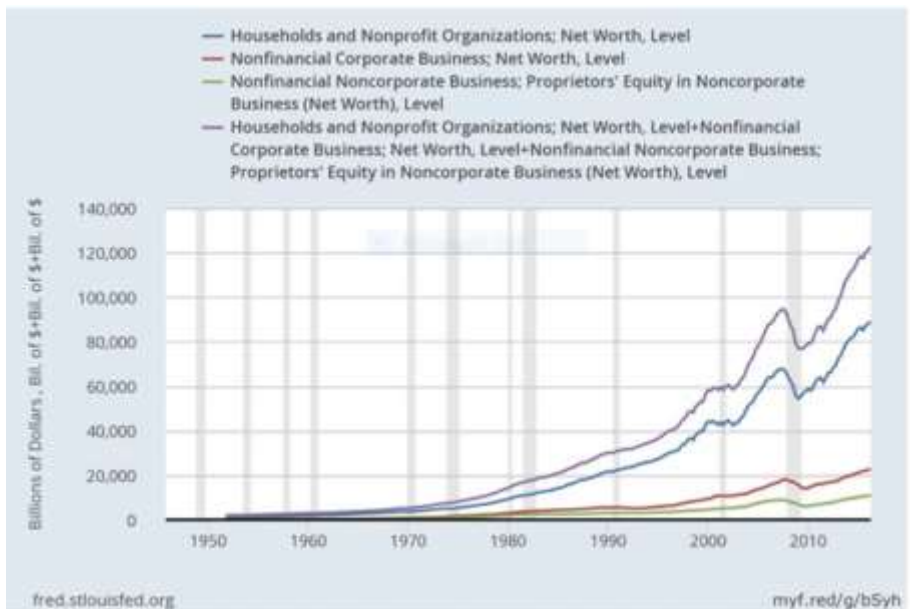 Households and Nonprofit Organizations; Net Worth, Level
Nonfinancial Corporate Business; Net Worth, Level
Nonfinancial Noncorporate Business; Proprietors' Equity in Noncorporate
Business (Net Worth), Level
Households and Nonprofit Organizations; Net Worth, Level+Nonfinancial
Corporate Business; Net Worth, Level+Nonfinancial Noncorporate Business;
Proprietors' Equity in Noncorporate Business (Net Worth), Level
Billions of Dollars , Bil. of $+Bil. of $+Bil. of $
140,000
120,000
100,000
80,000
60,000
40,000
20,000
0
1950 1960 1970 1980 1990 2000 2010
fred.stlouisfed.org
myf.red/g/bSyh